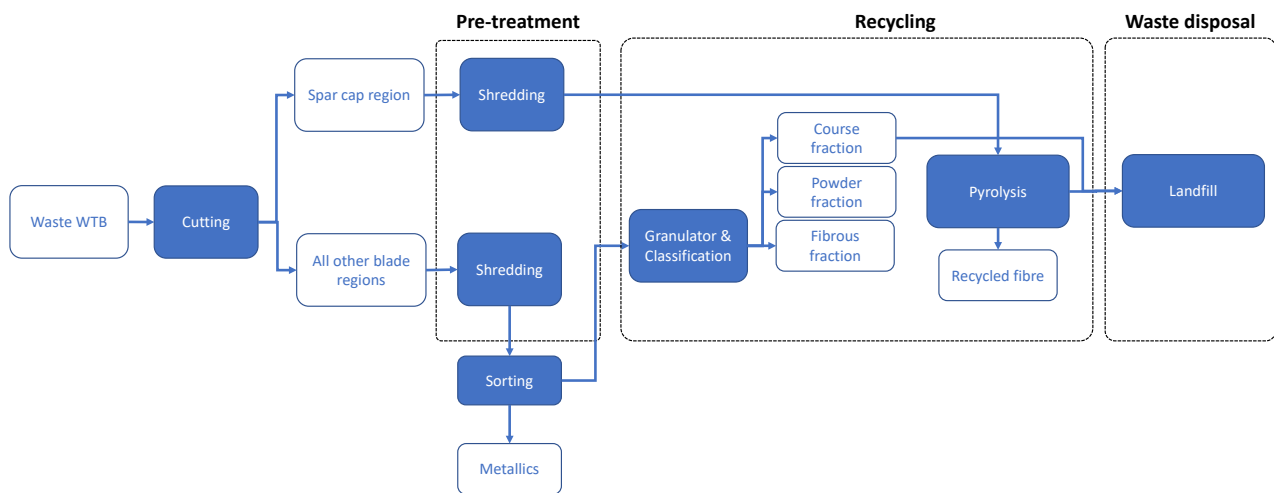 Pre-treatment
Recycling
Waste disposal
Spar cap region
Shredding
Course
fraction
Powder
fraction
Fibrous
fraction
Pyrolysis
Landfill
Waste WTB
Cutting
Granulator &
Classification
All other blade
regions
Shredding
Recycled fibre
Sorting
Metallics